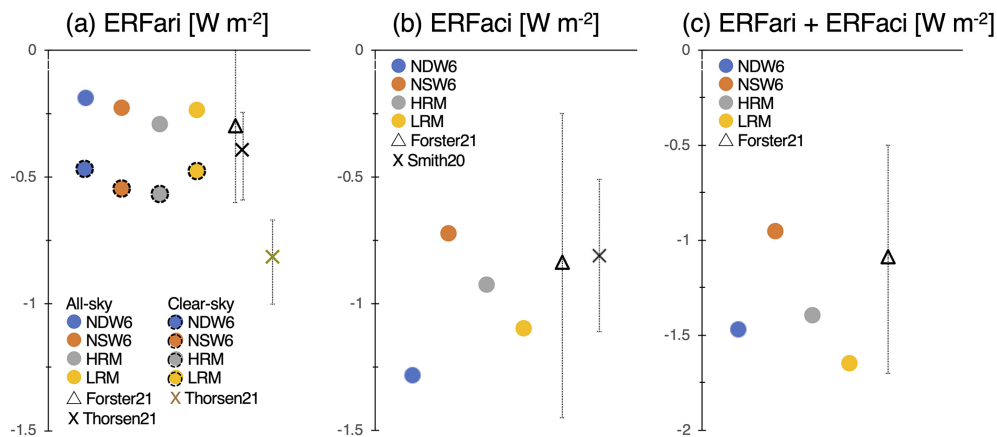 (a) ERFari [W m-2]
0
-0.5
-1
-1.5
All-sky
NDW6
NSW6
HRM
LRM
Forster21
Thorsen21
Clear-sky
NDW6
NSW6
HRM
LRM
Thorsen21
(b) ERFaci [W m-2]
0
-0.5
-1
-1.5
NDW6
NSW6
HRM
LRM
Forster21
Smith20
(c) ERFari + ERFaci [W m-2]
0
-0.5
-1
-1.5
-2
NDW6
NSW6
HRM
LRM
Forster21